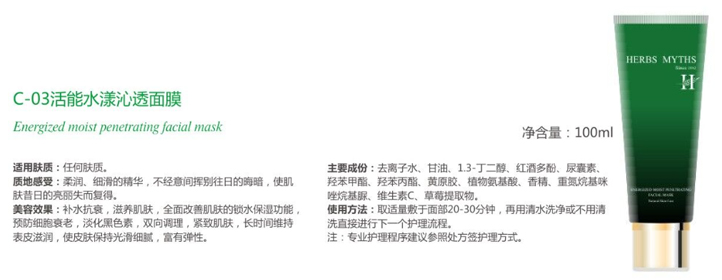 C-03活能水漾沁透面膜
Energized moist penetrating facial mask
适用肤质：任何肤质。
质地感受：柔润、细滑的精华，不经意间挥别往日的晦暗，使肌
肤昔日的亮丽失而复得。
美容效果：补水抗衰，滋养肌肤，全面改善肌肤的锁水保湿功能，
预防细胞衰老，淡化黑色素，双向调理，紧致肌肤，长时间维持
表皮滋润，使皮肤保持光滑细腻，富有弹性。
净含量：100ml
主要成份：去离子水、甘油、1.3-丁二醇、红酒多酚、尿囊素、
羟苯甲酯、羟苯丙酯、黄原胶、植物氨基酸、香精、重氮烷基咪
唑烷基脲、维生素C、草莓提取物。
使用方法：取适量敷于面部20-30分钟，再用清水洗净或不用清
洗直接进行下一个护理流程。
注：专业护理程序建议参照处方签护理方式。
HERBS MYTHS
Since 1991
H
ENERGIZED MOIST PENETRATING
FACIAL MASK